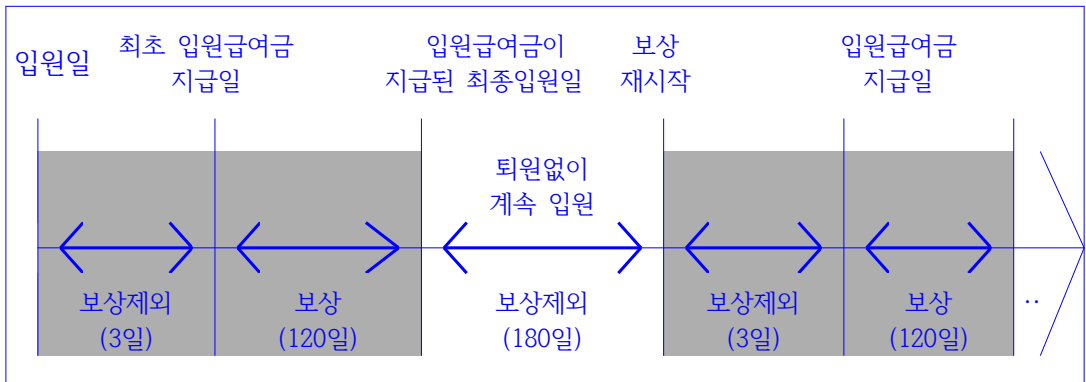 입원일
최초 입원급여금
지급일
입원급여금이
지급된 최종입원일
보상
재시작
입원급여금
지급일
퇴원없이
계속 입원
보상제외
(3일)
보상
(120일)
보상제외
(180일)
보상제외
(3일)
보상
(120일)
..